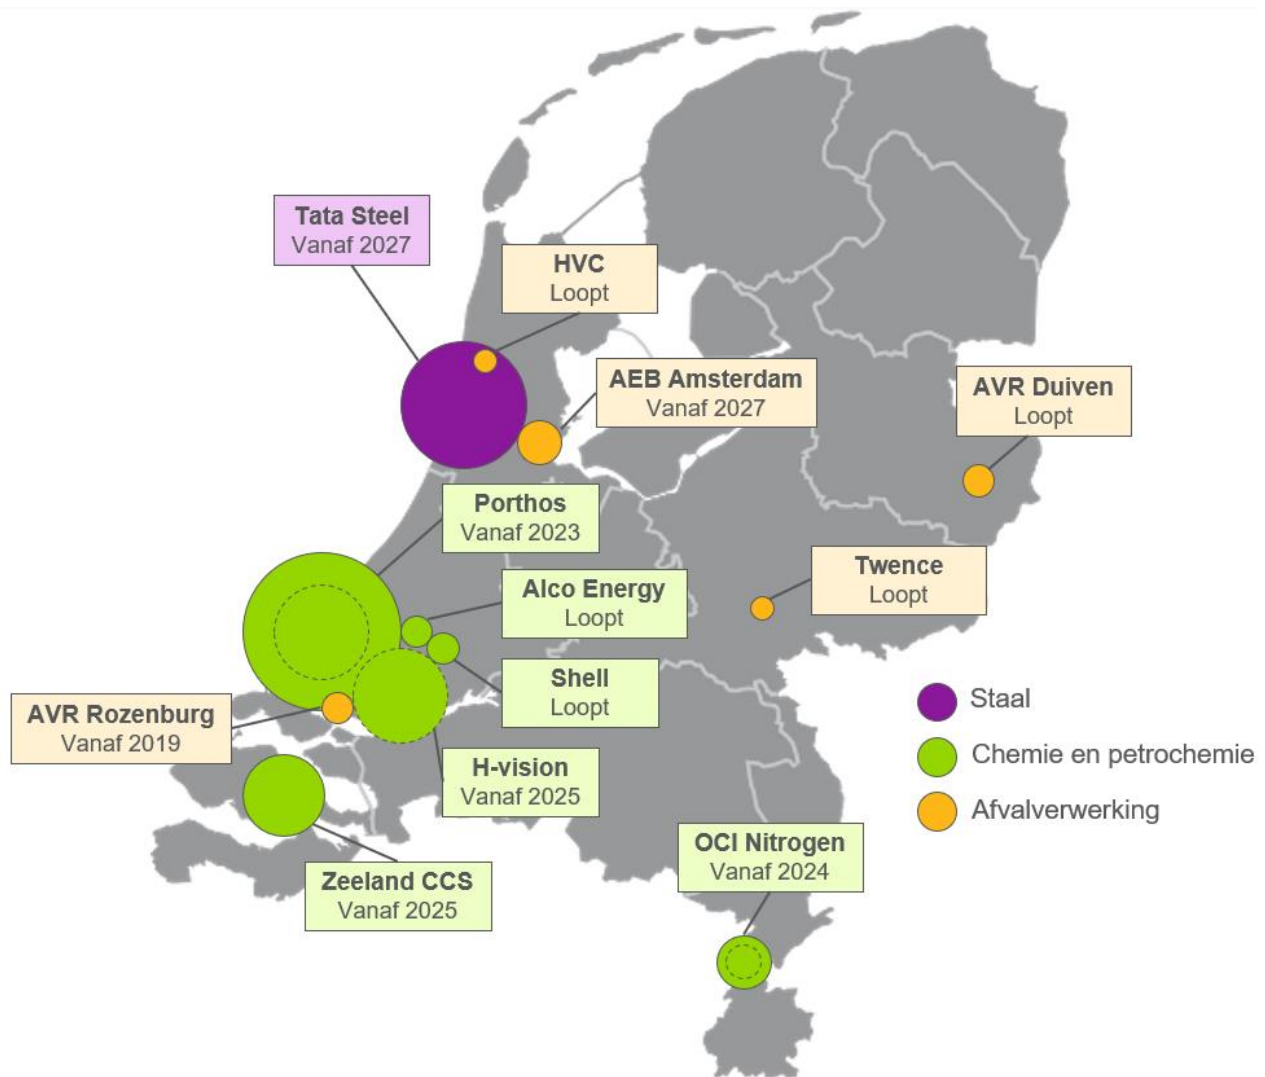 Tata Steel
Vanaf 2027
HVC
Loopt
AEB Amsterdam
Vanaf 2027
AVR Duiven
Loopt
Porthos
Vanaf 2023
Twence
Loopt
Alco Energy
Loopt
Shell
Loopt
AVR Rozenburg
Vanaf 2019
H-vision
Vanaf 2025
Staal
Chemie en petrochemie
Afvalverwerking
OCI Nitrogen
Vanaf 2024
Zeeland CCS
Vanaf 2025